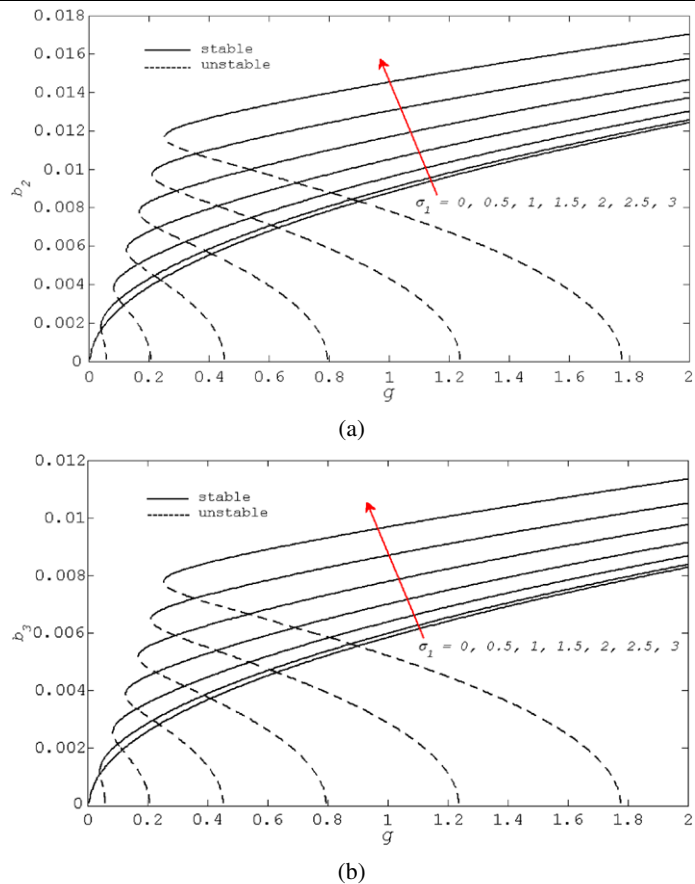 0.018
stable
unstable
0.016
0.014
0.012
0.01
b2
0.008
σ1 = 0, 0.5, 1, 1.5, 2, 2.5, 3
0.006
0.004
0.002
0
0 0.2 0.4 0.6 0.8 1 1.2 1.4 1.6 1.8 2
g
(a)
0.012
stable
unstable
0.01
0.008
b3
0.006
σ1 = 0, 0.5, 1, 1.5, 2, 2.5, 3
0.004
0.002
0
0 0.2 0.4 0.6 0.8 1 1.2 1.4 1.6 1.8 2
g
(b)